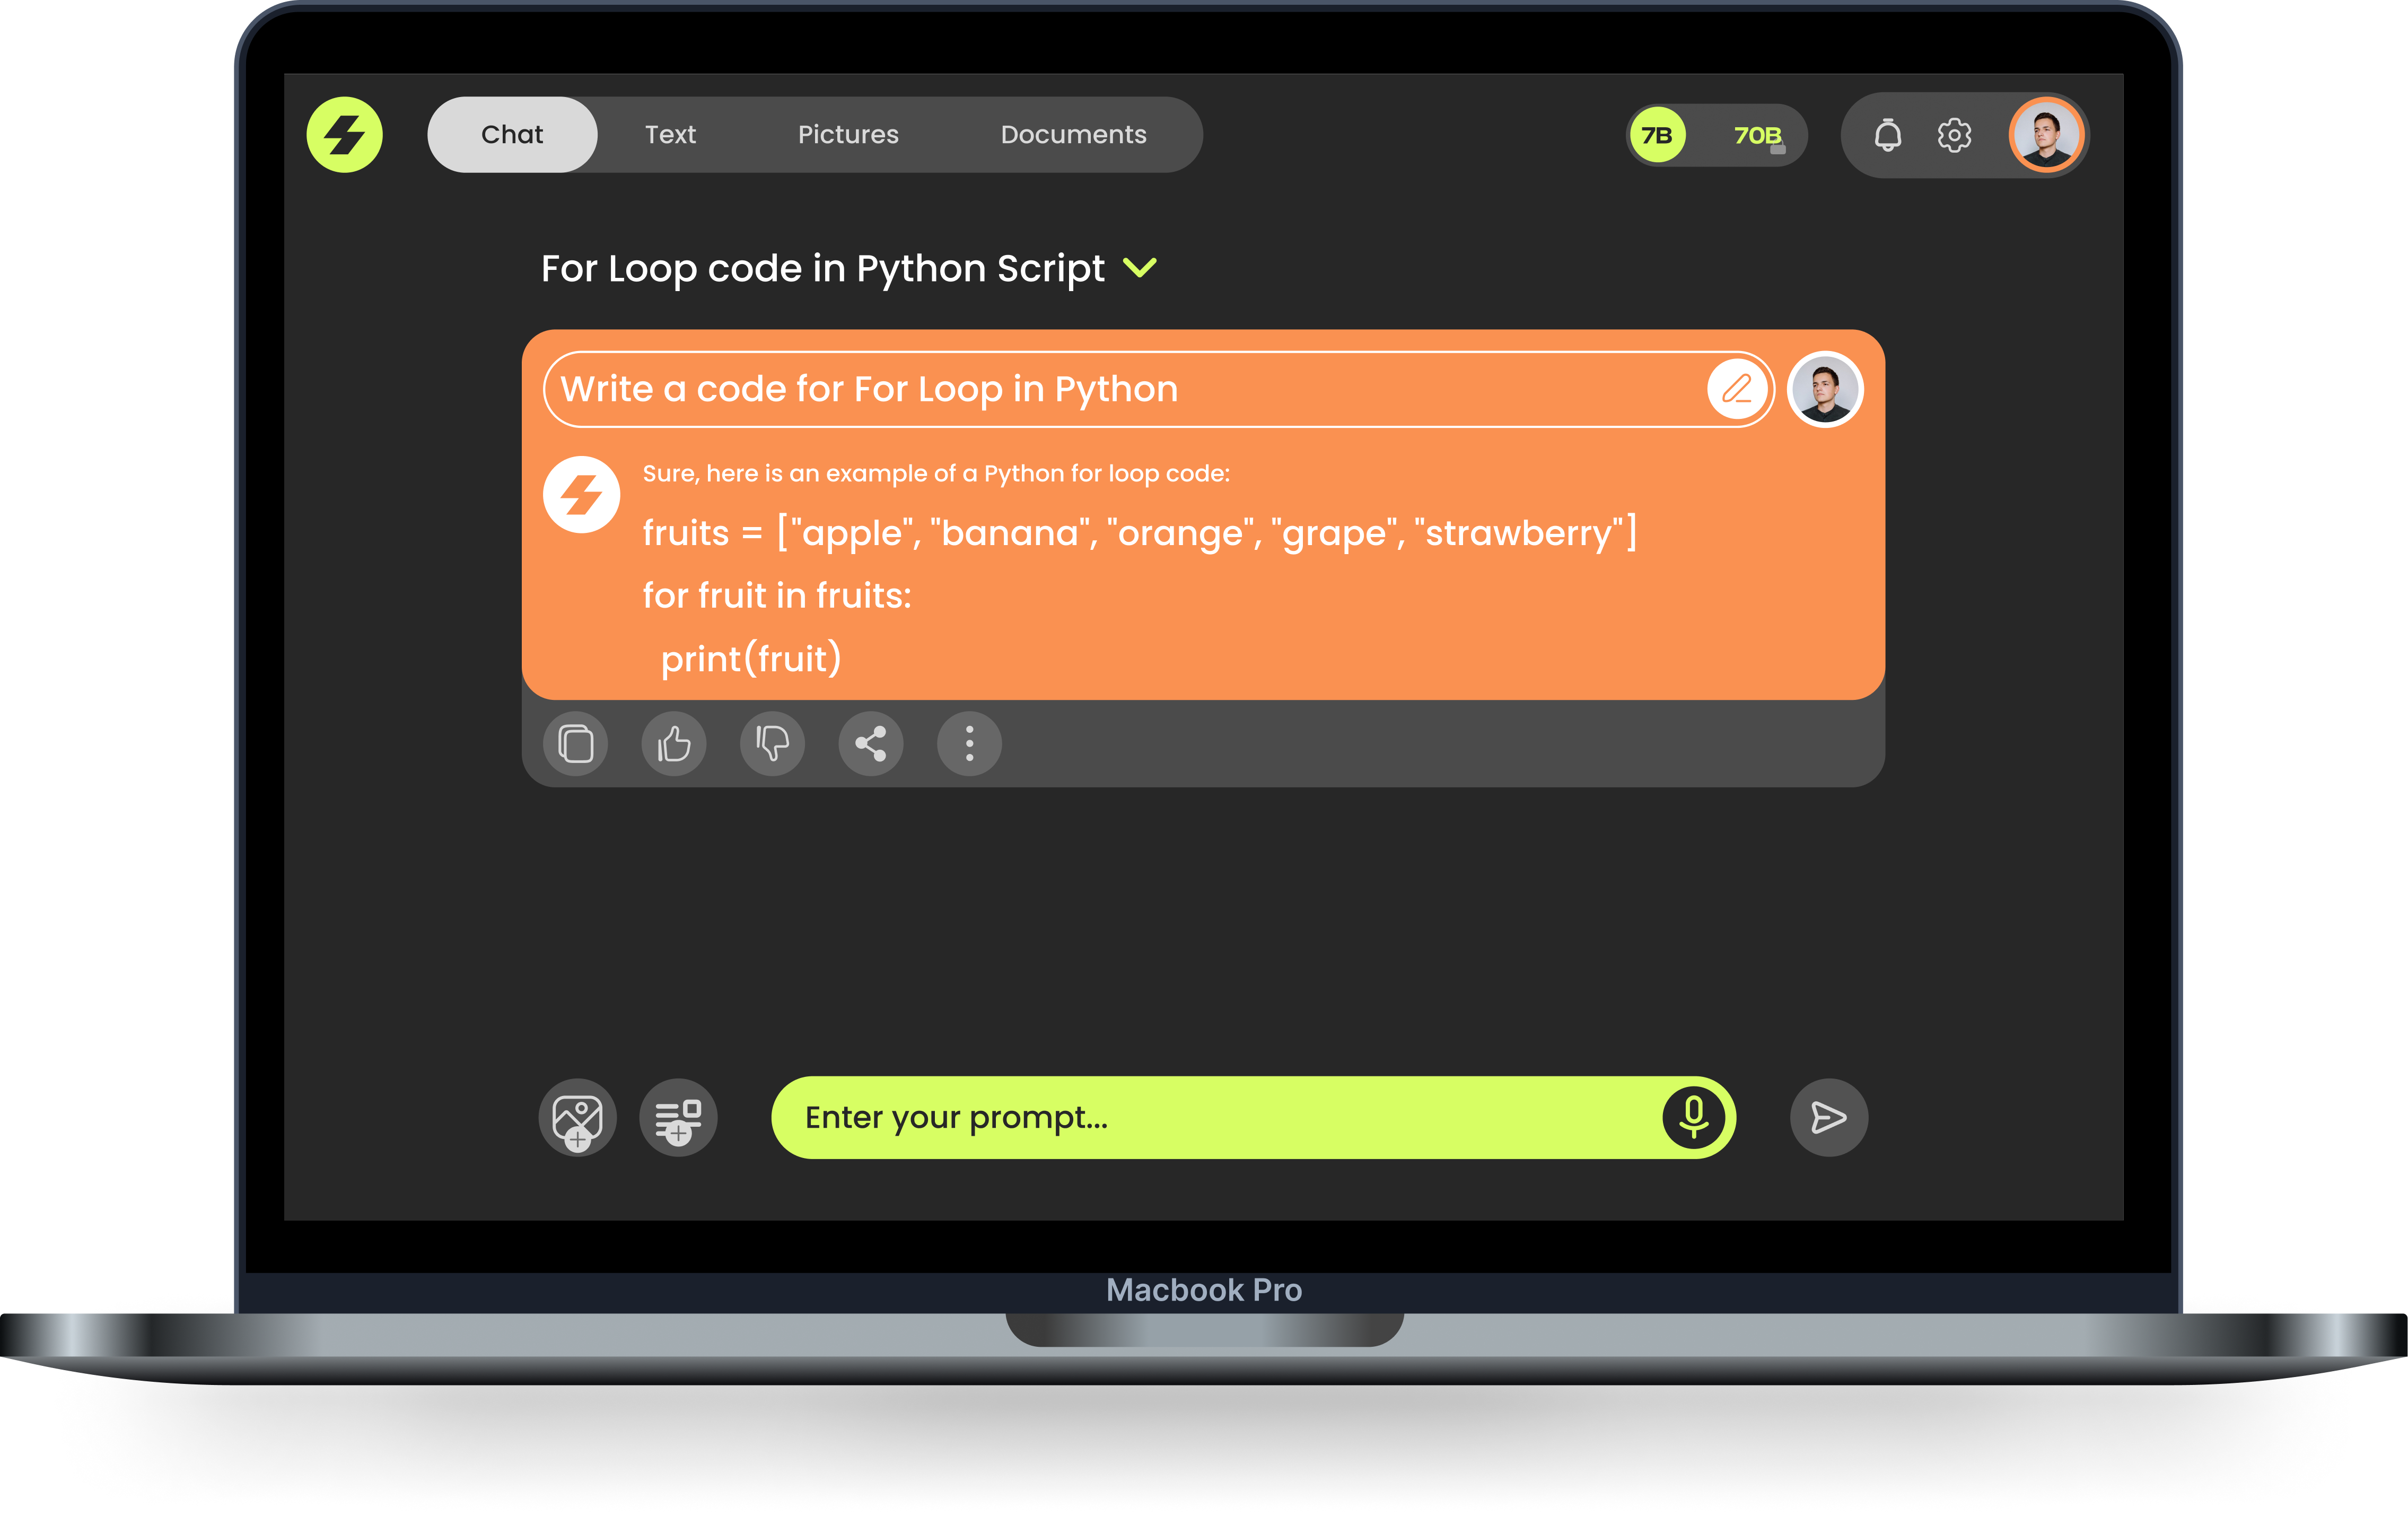 Chat
Text
Pictures
Documents
7B
70B
For Loop code in Python Script
Write a code for For Loop in Python
Sure, here is an example of a Python for loop code:
fruits = ["apple", "banana", "orange", "grape", "strawberry"]
for fruit in fruits:
print(fruit)
Enter your prompt...
Macbook Pro